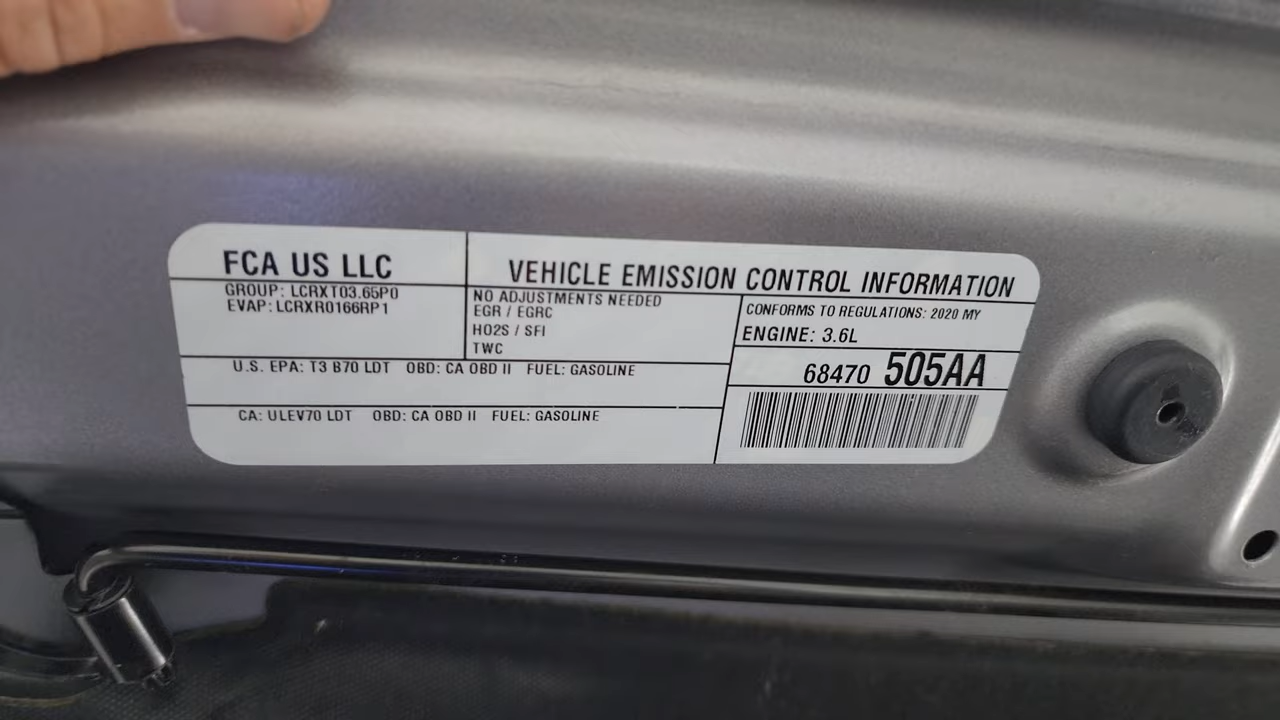 FCA US LLC
GROUP: LCRXT03.65P0
EVAP: LCRXR0166RP1
VEHICLE EMISSION CONTROL INFORMATION
NO ADJUSTMENTS NEEDED
EGR / EGRC
HO2S / SFI
TWC
CONFORMS TO REGULATIONS: 2020 MY
ENGINE: 3.6L
U.S. EPA: T3 B70 LDT OBD: CA OBD II FUEL: GASOLINE
68470 505AA
CA: ULEV70 LDT OBD: CA OBD II FUEL: GASOLINE